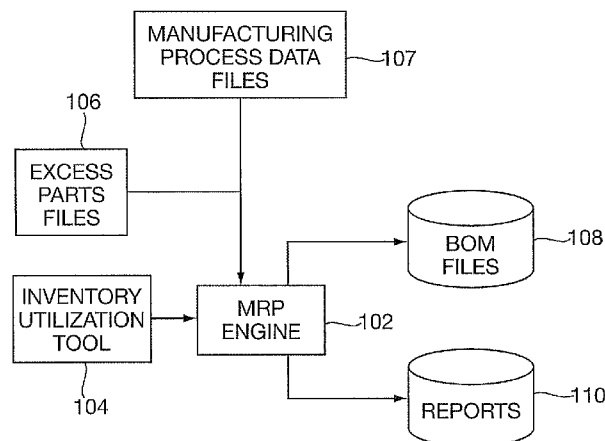 MANUFACTURING
PROCESS DATA
FILES
107
106
EXCESS
PARTS
FILES
BOM
FILES
108
INVENTORY
UTILIZATION
TOOL
MRP
ENGINE
102
104
REPORTS
110